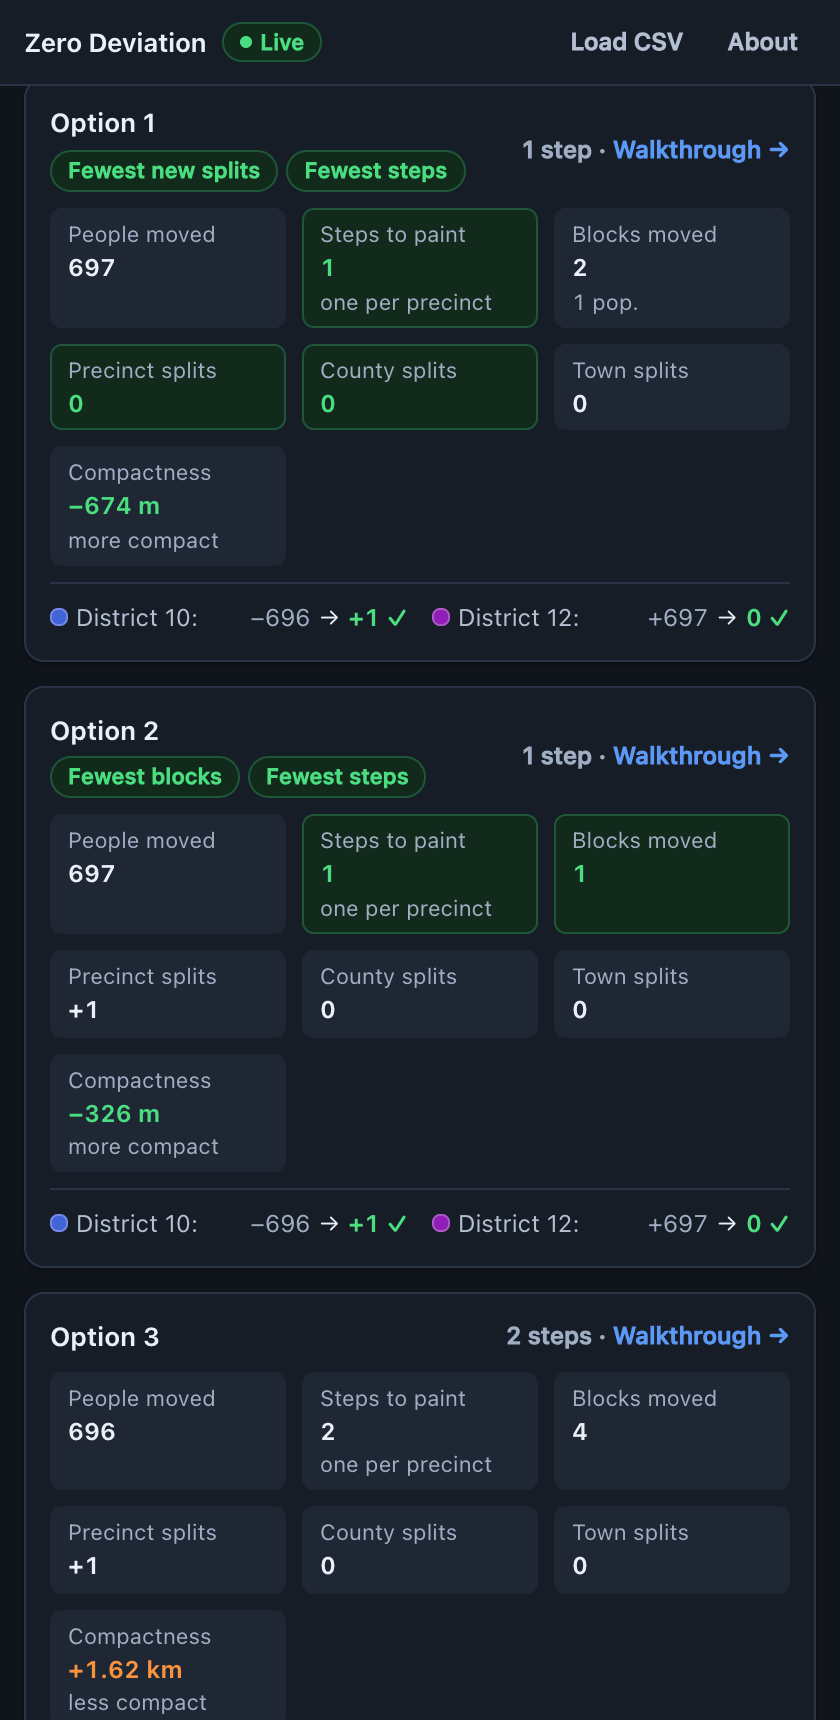 Zero Deviation
Live
Load CSV
About
Option 1
Fewest new splits
Fewest steps
1 step · Walkthrough →
People moved
697
Steps to paint
1
one per precinct
Blocks moved
2
1 pop.
Precinct splits
0
County splits
0
Town splits
0
Compactness
−674 m
more compact
District 10: −696 → +1 ✓
District 12: +697 → 0 ✓
Option 2
Fewest blocks
Fewest steps
1 step · Walkthrough →
People moved
697
Steps to paint
1
one per precinct
Blocks moved
1
Precinct splits
+1
County splits
0
Town splits
0
Compactness
−326 m
more compact
District 10: −696 → +1 ✓
District 12: +697 → 0 ✓
Option 3
2 steps · Walkthrough →
People moved
696
Steps to paint
2
one per precinct
Blocks moved
4
Precinct splits
+1
County splits
0
Town splits
0
Compactness
+1.62 km
less compact